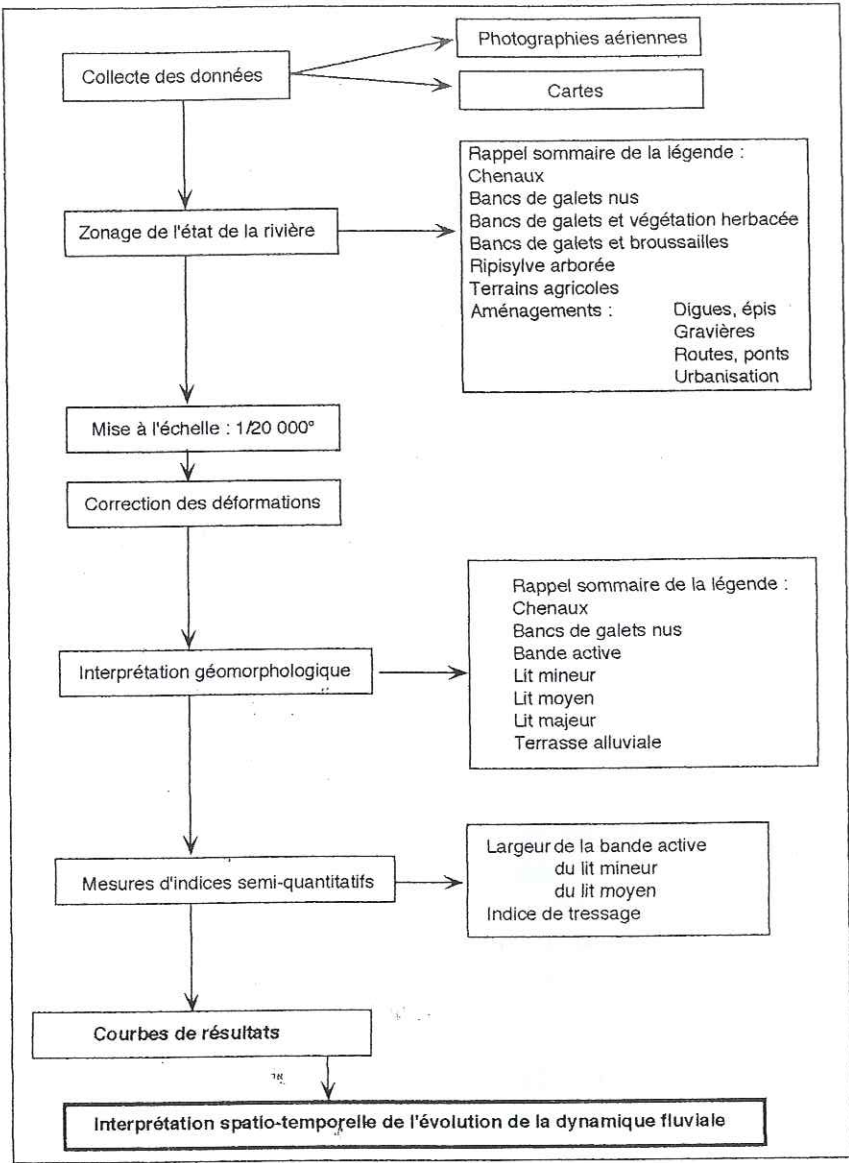 Photographies aériennes
Collecte des données
Cartes
Rappel sommaire de la légende :
Chenaux
Bancs de galets nus
Bancs de galets et végétation herbacée
Bancs de galets et broussailles
Ripisylve arborée
Terrains agricoles
Aménagements : Digues, épis
Gravières
Routes, ponts
Urbanisation
Zonage de l'état de la rivière
Mise à l'échelle : 1/20 000°
Correction des déformations
Rappel sommaire de la légende :
Chenaux
Bancs de galets nus
Bande active
Lit mineur
Lit moyen
Lit majeur
Terrasse alluviale
Interprétation géomorphologique
Largeur de la bande active
du lit mineur
du lit moyen
Indice de tressage
Mesures d'indices semi-quantitatifs
Courbes de résultats
Interprétation spatio-temporelle de l'évolution de la dynamique fluviale